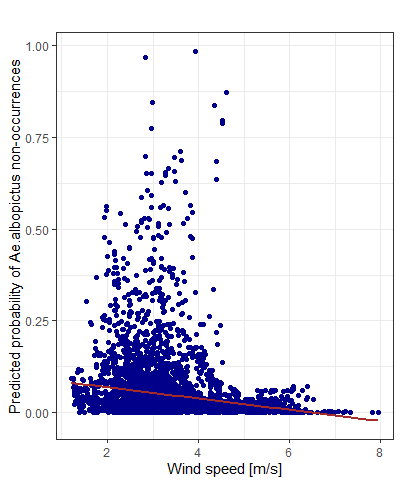 Predicted probability of Ae albopictus non-occurrences
1.00
0.75
0.50
0.25
0.00
2 4 6 8
Wind speed [m/s]